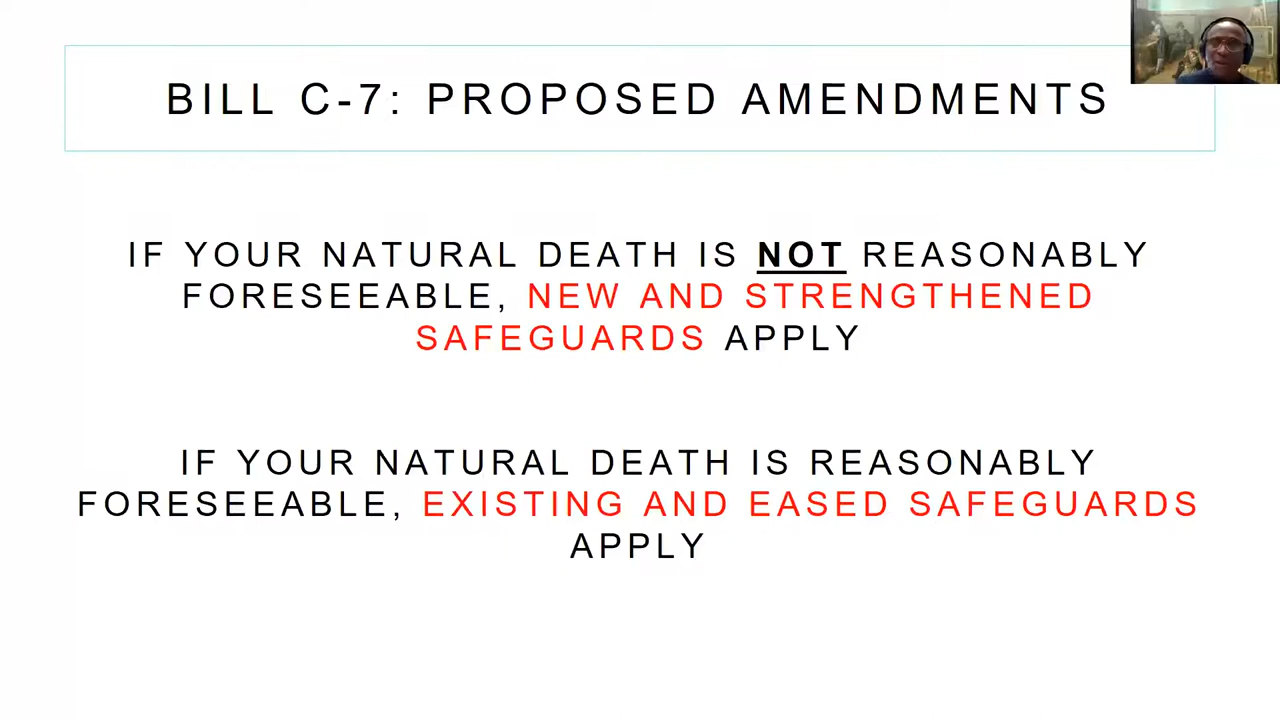 BILL C-7: PROPOSED AMENDMENTS
IF YOUR NATURAL DEATH IS NOT REASONABLY
FORESEEABLE, NEW AND STRENGTHENED
SAFEGUARDS APPLY
IF YOUR NATURAL DEATH IS REASONABLY
FORESEEABLE, EXISTING AND EASED SAFEGUARDS
APPLY